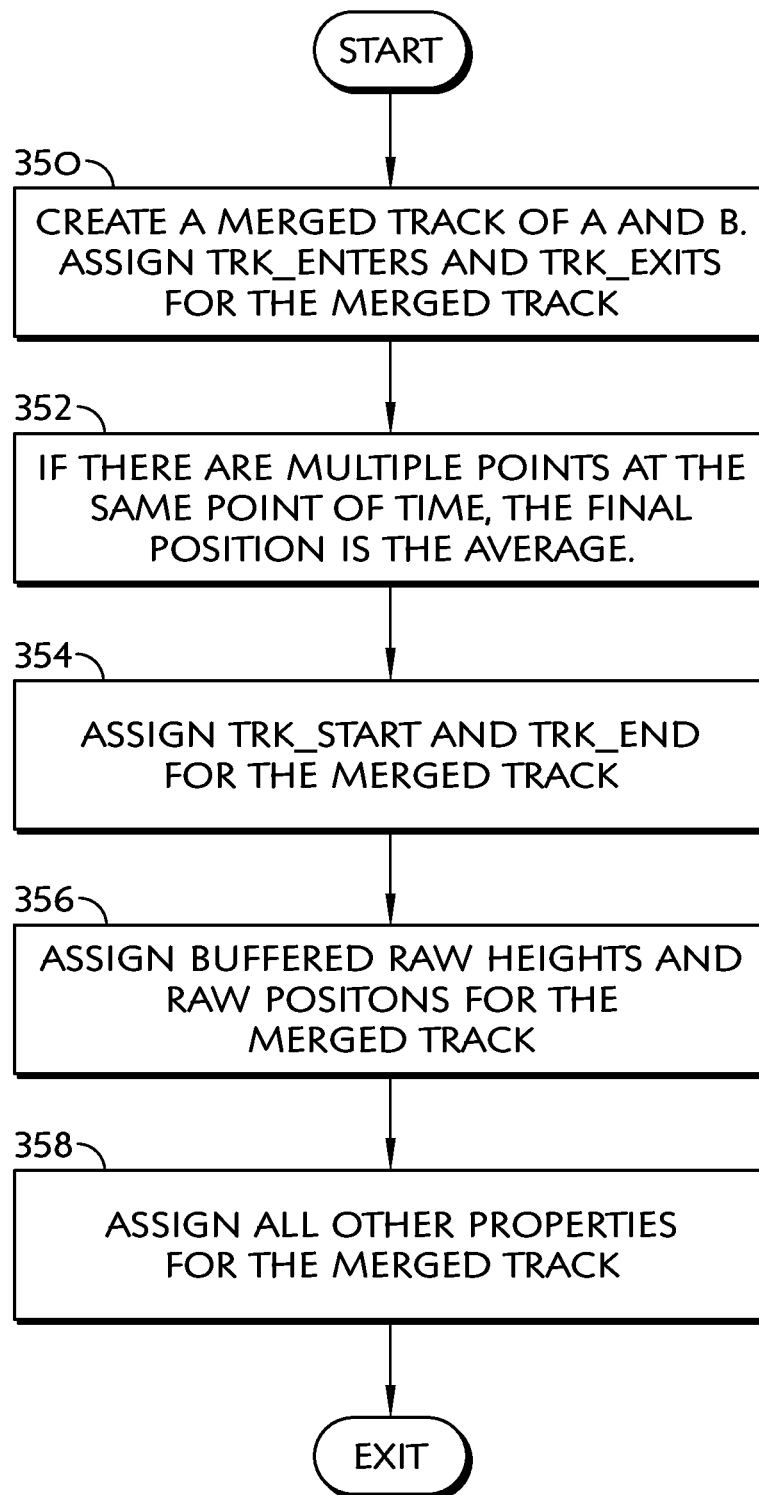 START
350
CREATE A MERGED TRACK OF A AND B.
ASSIGN TRK_ENTERS AND TRK_EXITS
FOR THE MERGED TRACK
352
IF THERE ARE MULTIPLE POINTS AT THE
SAME POINT OF TIME, THE FINAL
POSITION IS THE AVERAGE.
354
ASSIGN TRK_START AND TRK_END
FOR THE MERGED TRACK
356
ASSIGN BUFFERED RAW HEIGHTS AND
RAW POSITONS FOR THE
MERGED TRACK
358
ASSIGN ALL OTHER PROPERTIES
FOR THE MERGED TRACK
EXIT